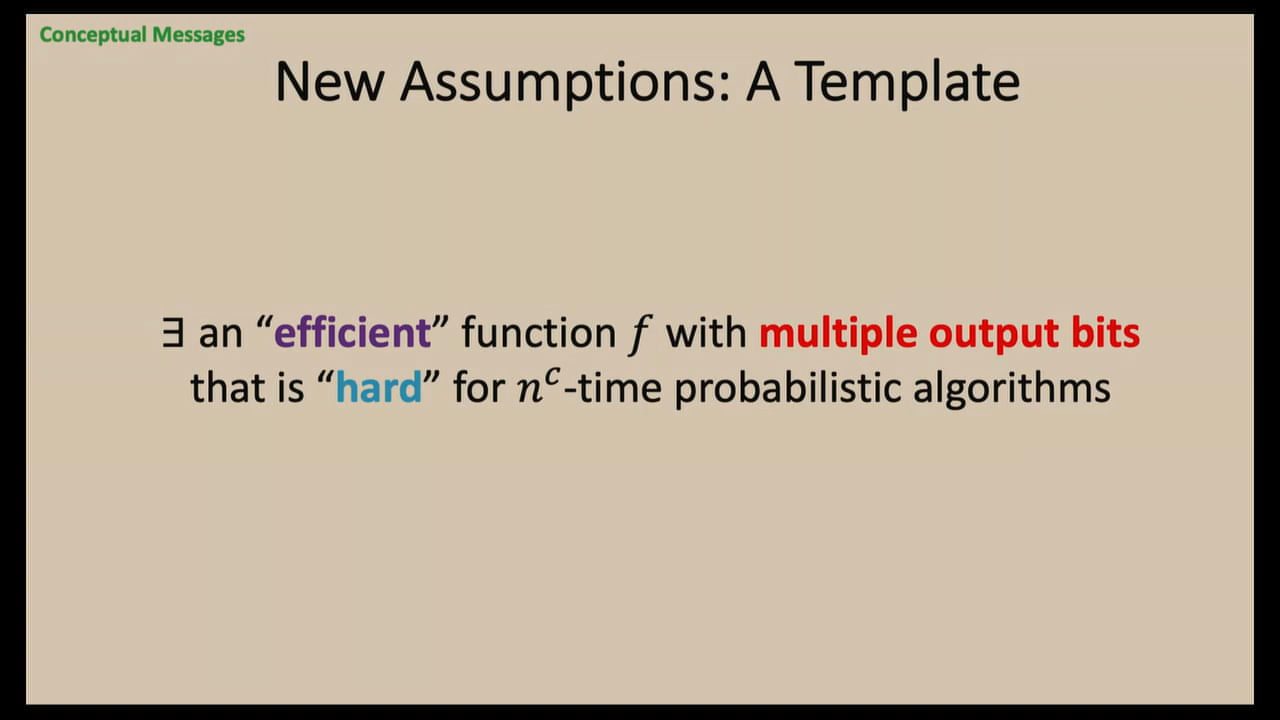 Conceptual Messages
New Assumptions: A Template
∃ an “efficient” function 𝑓 with multiple output bits
that is “hard” for 𝑛ᶜ-time probabilistic algorithms